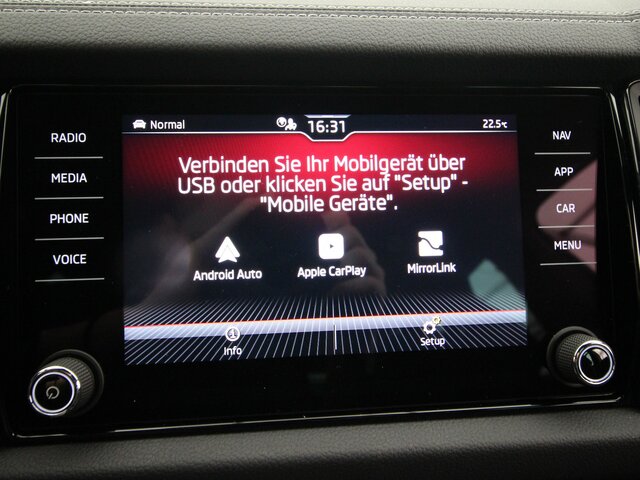 Normal
16:31
22.5°C
RADIO
MEDIA
PHONE
VOICE
Verbinden Sie Ihr Mobilgerät über
USB oder klicken Sie auf "Setup" -
"Mobile Geräte".
Android Auto
Apple CarPlay
MirrorLink
Info
Setup
NAV
APP
CAR
MENU